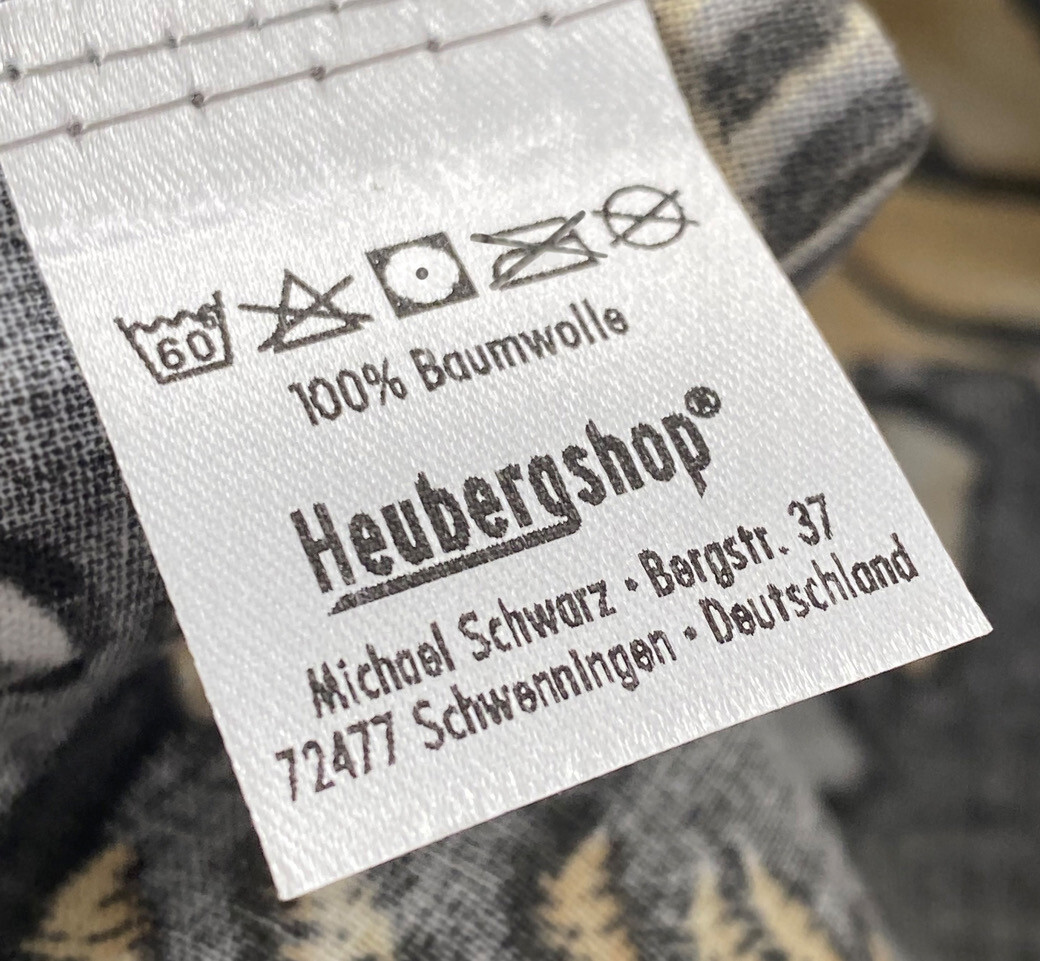 60
100% Baumwolle
Heubergshop®
Michael Schwarz • Bergstr. 37
72477 Schwenningen • Deutschland